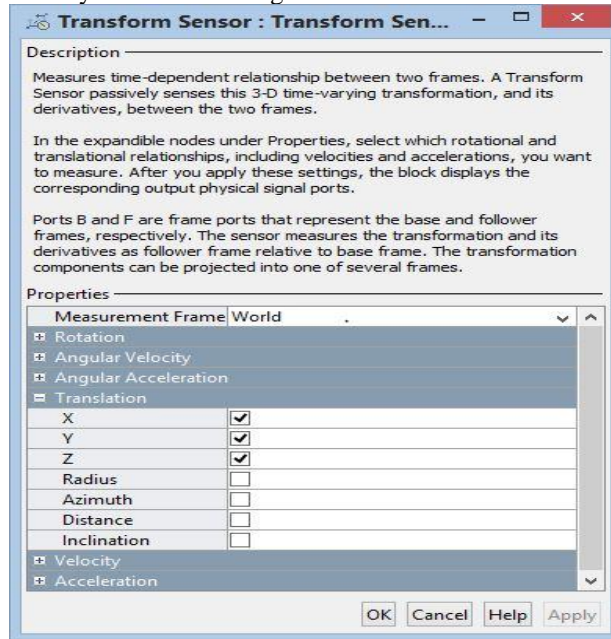 Transform Sensor : Transform Sen...
Description
Measures time-dependent relationship between two frames. A Transform
Sensor passively senses this 3-D time-varying transformation, and its
derivatives, between the two frames.
In the expandible nodes under Properties, select which rotational and
translational relationships, including velocities and accelerations, you want
to measure. After you apply these settings, the block displays the
corresponding output physical signal ports.
Ports B and F are frame ports that represent the base and follower
frames, respectively. The sensor measures the transformation and its
derivatives as follower frame relative to base frame. The transformation
components can be projected into one of several frames.
Properties
Measurement Frame World .
Rotation
Angular Velocity
Angular Acceleration
Translation
X
Y
Z
Radius
Azimuth
Distance
Inclination
Velocity
Acceleration
OK Cancel Help Apply